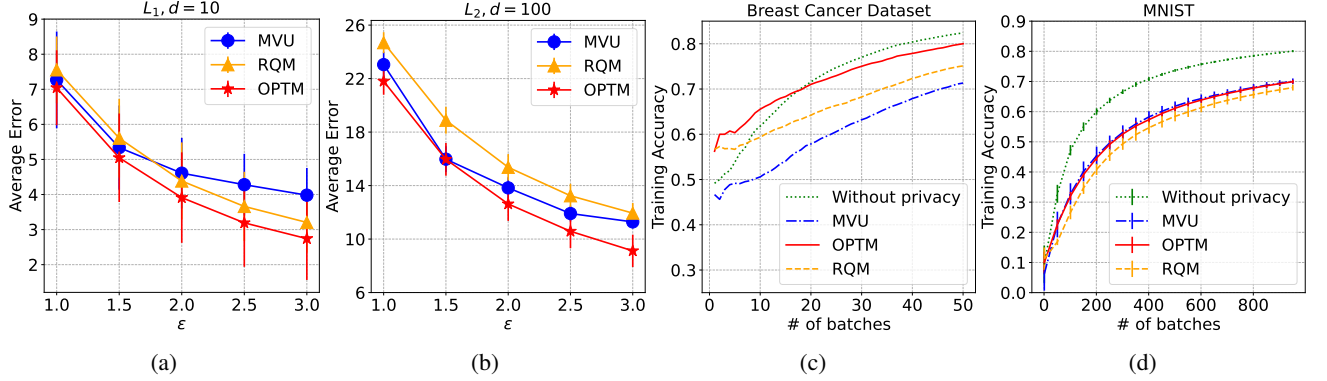 L₁, d = 10
9
8
7
6
5
4
3
2
Average Error
1.0 1.5 2.0 2.5 3.0
ε
MVU
RQM
OPTM
(a)
L₂, d = 100
26
22
18
14
10
6
Average Error
1.0 1.5 2.0 2.5 3.0
ε
MVU
RQM
OPTM
(b)
Breast Cancer Dataset
0.8
0.7
0.6
0.5
0.4
0.3
Training Accuracy
0 10 20 30 40 50
# of batches
Without privacy
MVU
OPTM
RQM
(c)
MNIST
0.9
0.8
0.7
0.6
0.5
0.4
0.3
0.2
0.1
0.0
Training Accuracy
0 200 400 600 800
# of batches
Without privacy
MVU
OPTM
RQM
(d)